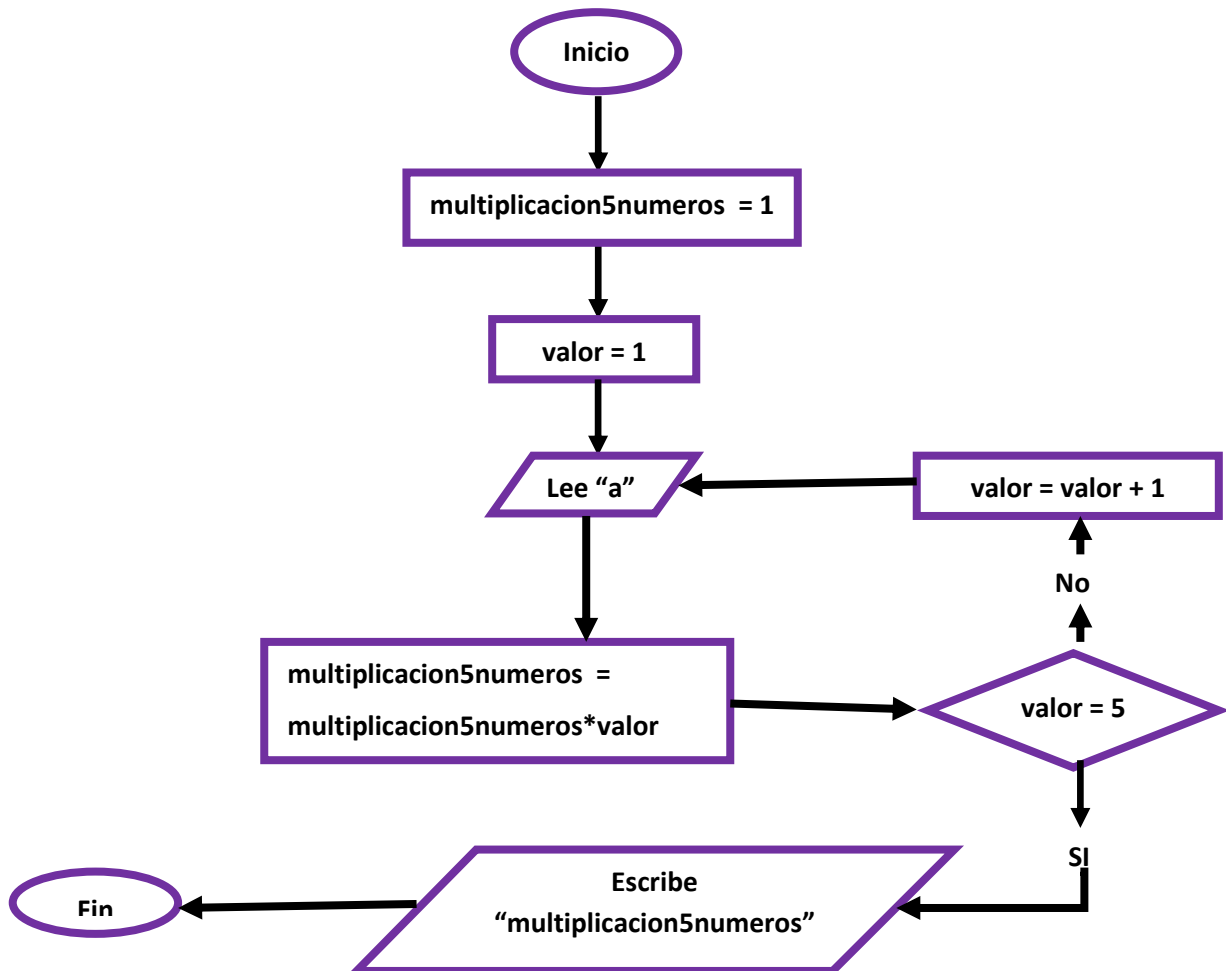 Inicio
multiplicacion5numeros = 1
valor = 1
Lee “a”
valor = valor + 1
No
multiplicacion5numeros =
multiplicacion5numeros*valor
valor = 5
SI
Escribe
“multiplicacion5numeros”
Fin